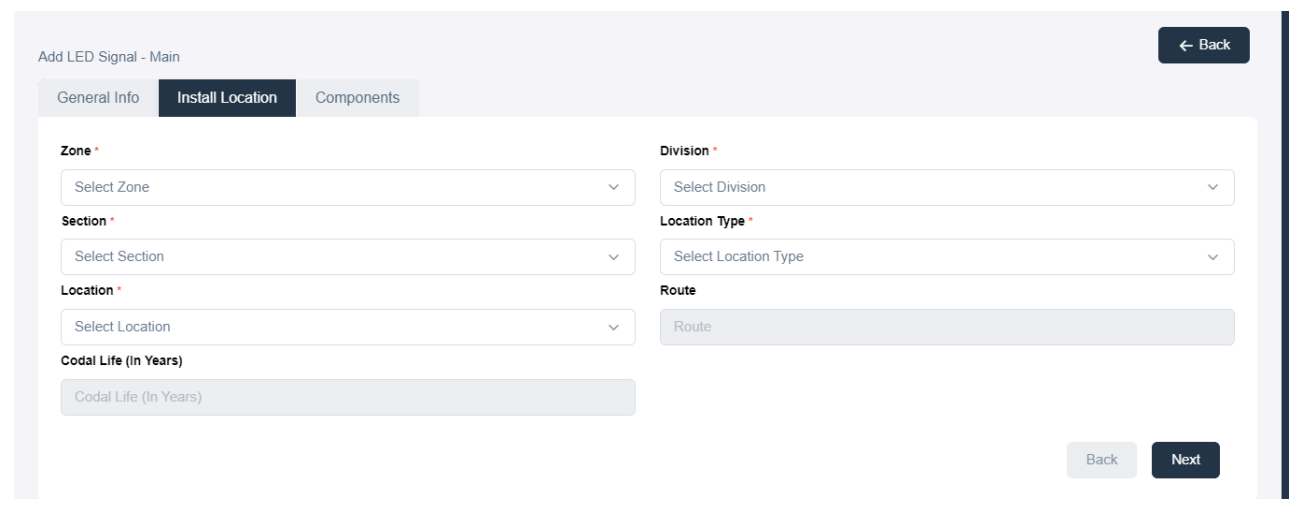 ← Back
Add LED Signal - Main
General Info Install Location Components
Zone * Division *
Select Zone Select Division
Section * Location Type *
Select Section Select Location Type
Location * Route
Select Location Route
Codal Life (In Years)
Codal Life (In Years)
Back Next